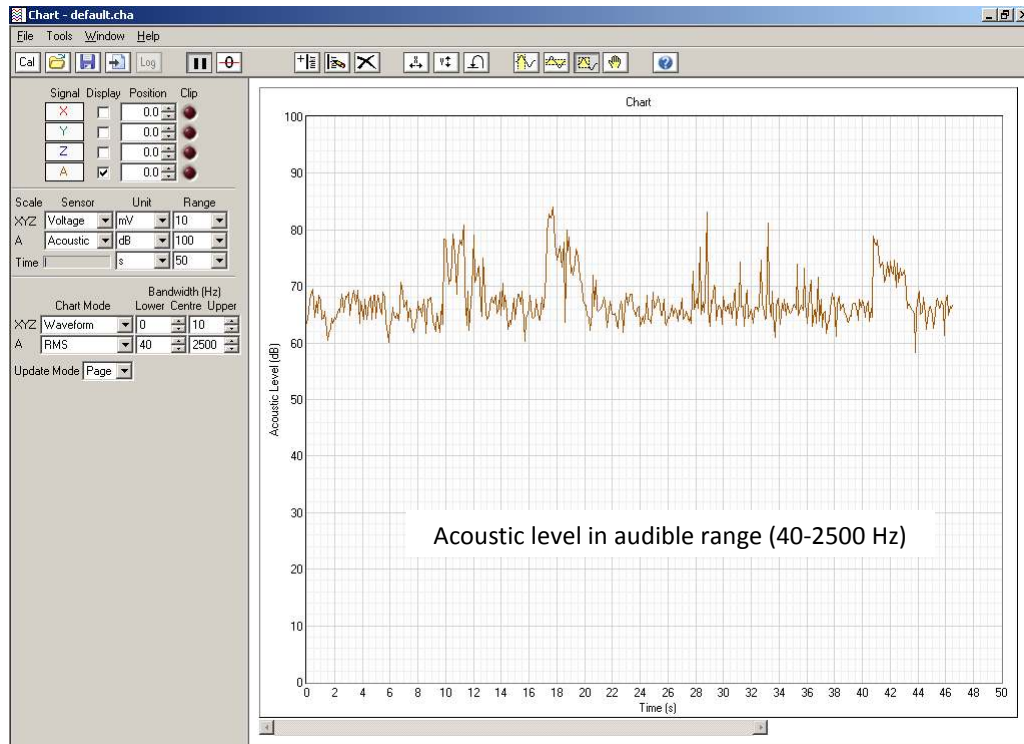 Chart - default.cha
File Tools Window Help
Cal Log
Signal Display Position Clip
X 0.0
Y 0.0
Z 0.0
A 0.0
Scale Sensor Unit Range
XYZ Voltage mV 10
A Acoustic dB 100
Time s 50
Bandwidth (Hz)
Chart Mode Lower Centre Upper
XYZ Waveform 0 10
A RMS 40 2500
Update Mode Page
Chart
100
90
80
70
60
50
40
30
20
10
0
Acoustic Level (dB)
Acoustic level in audible range (40-2500 Hz)
0 2 4 6 8 10 12 14 16 18 20 22 24 26 28 30 32 34 36 38 40 42 44 46 48 50
Time (s)